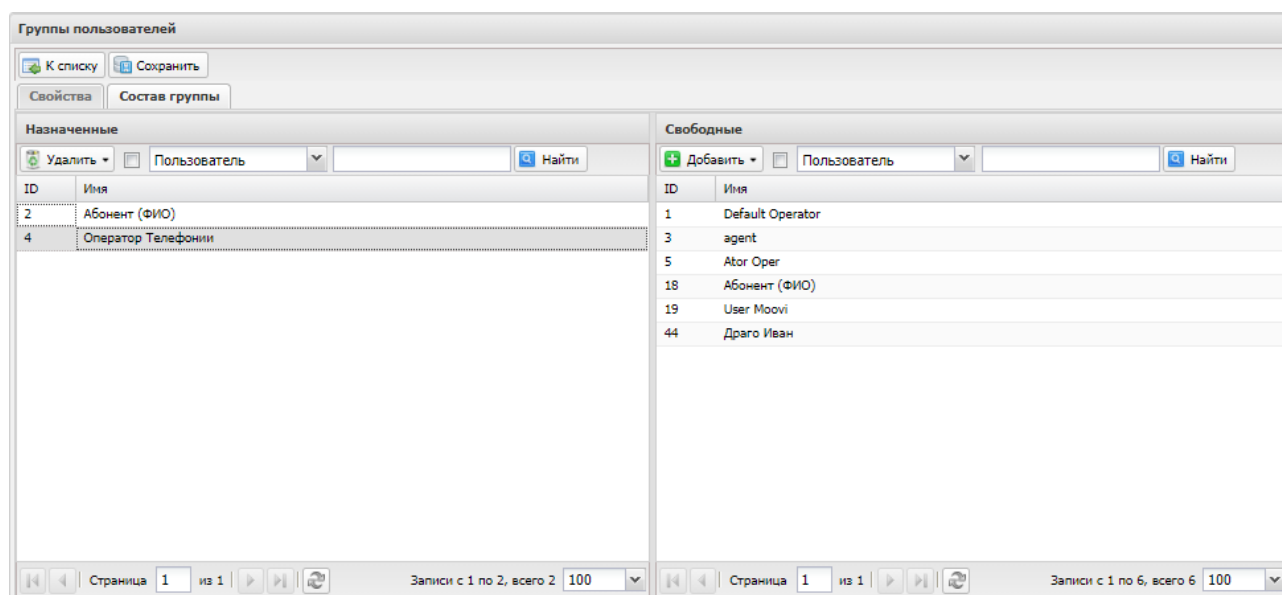 Группы пользователей
К списку Сохранить
Свойства Состав группы
Назначенные
Удалить Пользователь Найти
ID Имя
2 Абонент (ФИО)
4 Оператор Телефонии
Страница 1 из 1 Записи с 1 по 2, всего 2 100
Свободные
Добавить Пользователь Найти
ID Имя
1 Default Operator
3 agent
5 Ator Oper
18 Абонент (ФИО)
19 User Moovi
44 Драго Иван
Страница 1 из 1 Записи с 1 по 6, всего 6 100